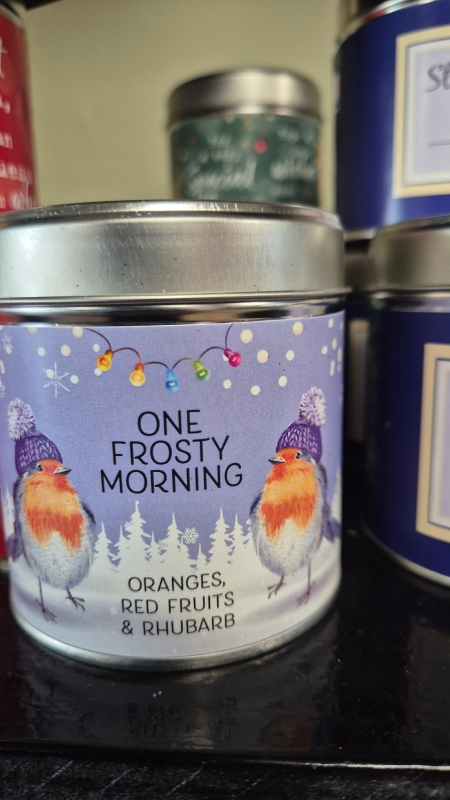 ONE
FROSTY
MORNING
ORANGES,
RED FRUITS
& RHUBARB